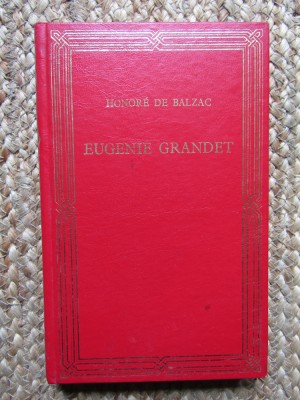 HONORÉ DE BALZAC
EUGENIE GRANDET